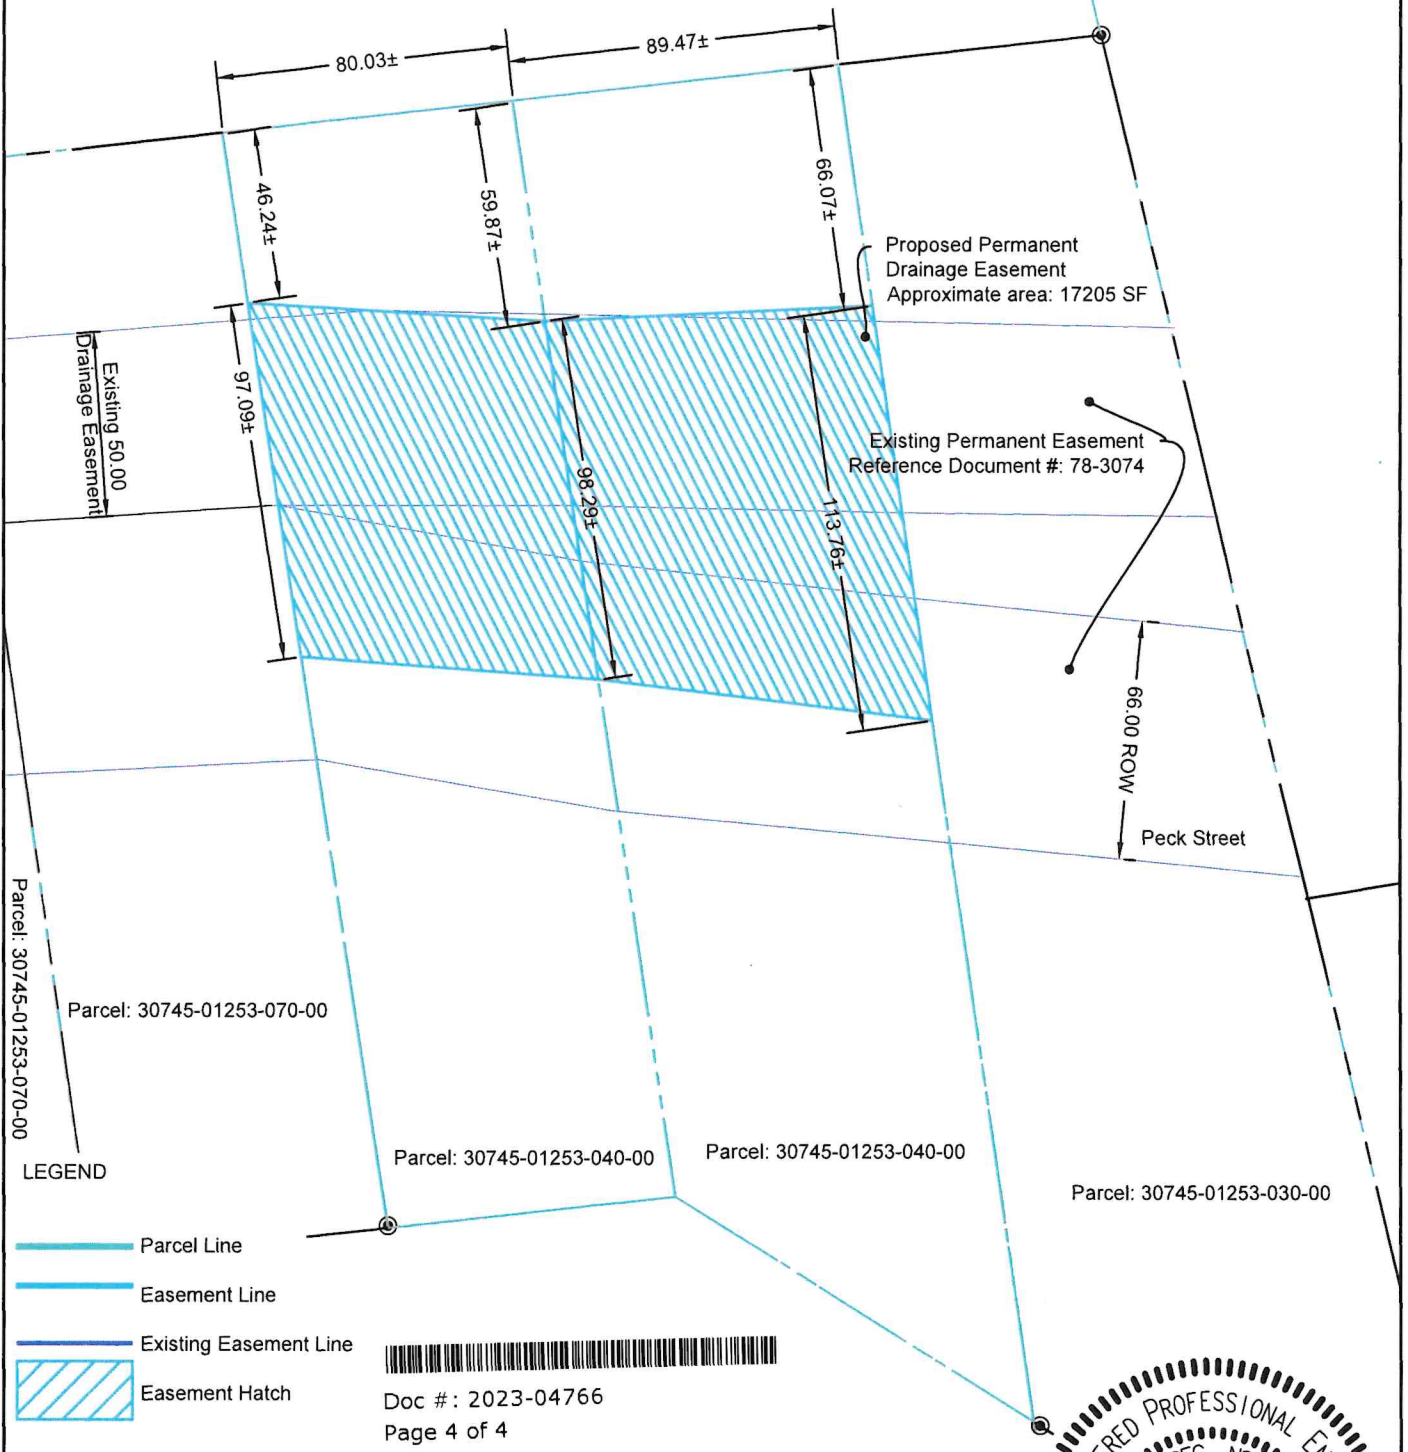 80.03±
89.47±
46.24±
59.87±
66.07±
Proposed Permanent
Drainage Easement
Approximate area: 17205 SF
Existing 50.00
Drainage Easement
97.09±
98.29±
113.76±
Existing Permanent Easement
Reference Document #: 78-3074
66.00 ROW
Peck Street
Parcel: 30745-01253-070-00
Parcel: 30745-01253-070-00
Parcel: 30745-01253-040-00
Parcel: 30745-01253-040-00
Parcel: 30745-01253-030-00
LEGEND
Parcel Line
Easement Line
Existing Easement Line
Easement Hatch
Doc #: 2023-04766
Page 4 of 4
PROFESSIONAL